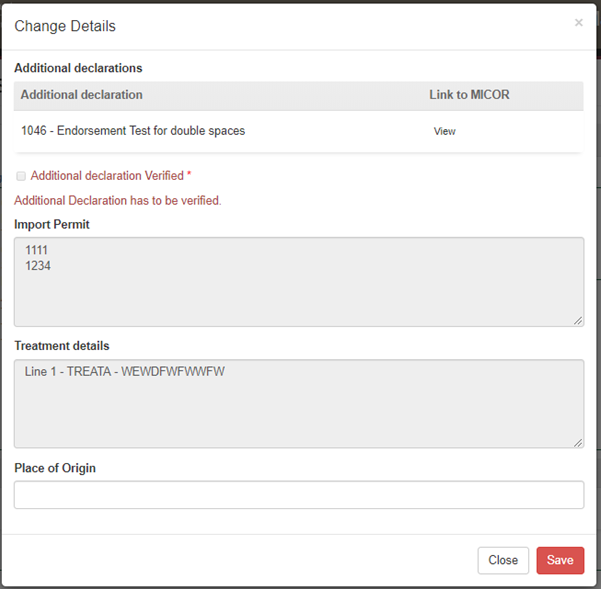 Change Details ×
Additional declarations
Additional declaration Link to MICOR
1046 - Endorsement Test for double spaces View
Additional declaration Verified *
Additional Declaration has to be verified.
Import Permit
1111
1234
Treatment details
Line 1 - TREATA - WEWDFWFWWFW
Place of Origin
Close Save